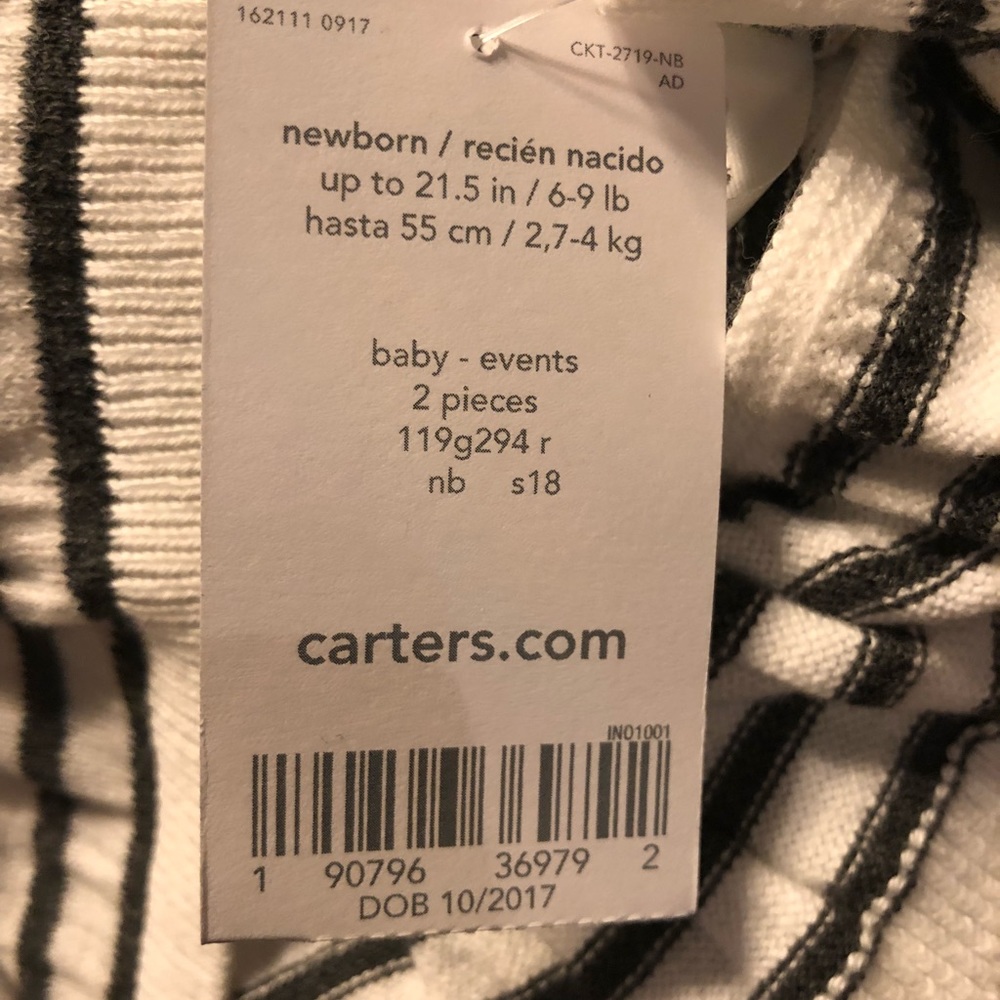 162111 0917
CKT-2719-NB
AD
newborn / recién nacido
up to 21.5 in / 6-9 lb
hasta 55 cm / 2,7-4 kg
baby - events
2 pieces
119g294 r
nb s18
carters.com
IN01001
1 90796 36979 2
DOB 10/2017